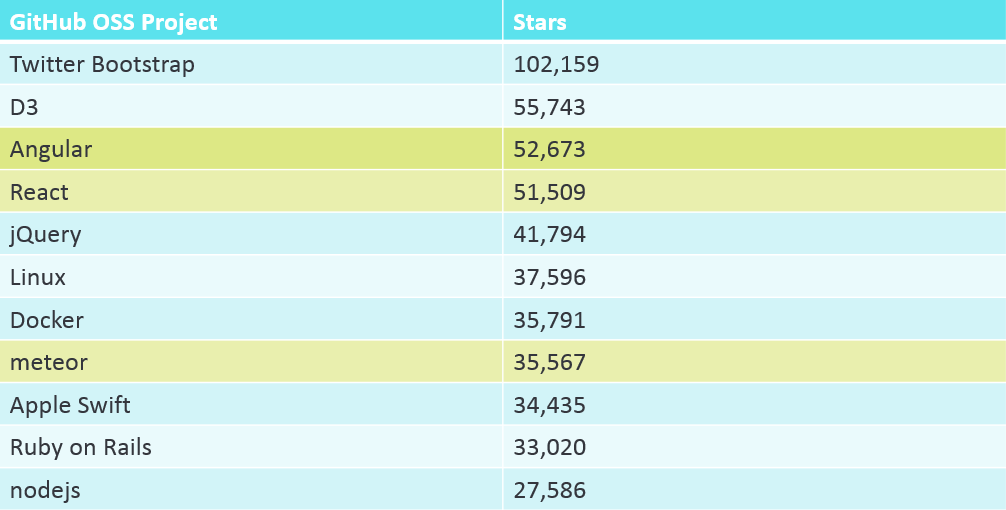 GitHub OSS Project Stars
Twitter Bootstrap 102,159
D3 55,743
Angular 52,673
React 51,509
jQuery 41,794
Linux 37,596
Docker 35,791
meteor 35,567
Apple Swift 34,435
Ruby on Rails 33,020
nodejs 27,586